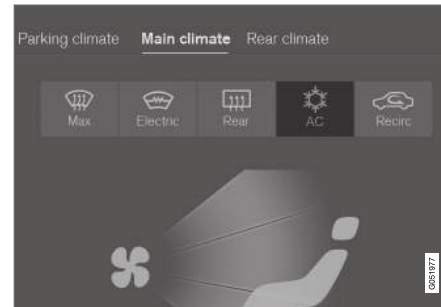 Parking climate Main climate Rear climate
Max Electric Rear AC Recirc
G051977